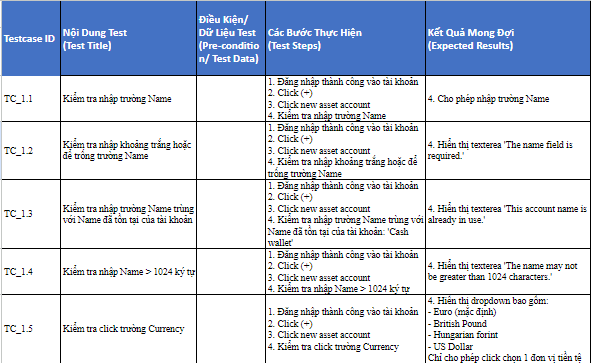 Testcase ID
Nội Dung Test
(Test Title)
Điều Kiện/
Dữ Liệu Test
(Pre-conditio
n/ Test Data)
Các Bước Thực Hiện
(Test Steps)
Kết Quả Mong Đợi
(Expected Results)
TC_1.1
Kiểm tra nhập trường Name
1. Đăng nhập thành công vào tài khoản
2. Click (+)
3. Click new asset account
4. Kiểm tra nhập trường Name
4. Cho phép nhập trường Name
TC_1.2
Kiểm tra nhập khoảng trắng hoặc
để trống trường Name
1. Đăng nhập thành công vào tài khoản
2. Click (+)
3. Click new asset account
4. Kiểm tra nhập khoảng trắng hoặc để
trống trường Name
4. Hiển thị texterea 'The name field is
required.'
TC_1.3
Kiểm tra nhập trường Name trùng
với Name đã tồn tại của tài khoản
1. Đăng nhập thành công vào tài khoản
2. Click (+)
3. Click new asset account
4. Kiểm tra nhập trường Name trùng với
Name đã tồn tại của tài khoản: 'Cash
wallet'
4. Hiển thị texterea 'This account name is
already in use.'
TC_1.4
Kiểm tra nhập Name > 1024 ký tự
1. Đăng nhập thành công vào tài khoản
2. Click (+)
3. Click new asset account
4. Kiểm tra nhập Name > 1024 ký tự
4. Hiển thị texterea 'The name may not
be greater than 1024 characters.'
TC_1.5
Kiểm tra click trường Currency
1. Đăng nhập thành công vào tài khoản
2. Click (+)
3. Click new asset account
4. Kiểm tra click trường Currency
4. Hiển thị dropdown bao gồm:
- Euro (mặc định)
- British Pound
- Hungarian forint
- US Dollar
Chỉ cho phép click chọn 1 đơn vị tiền tệ